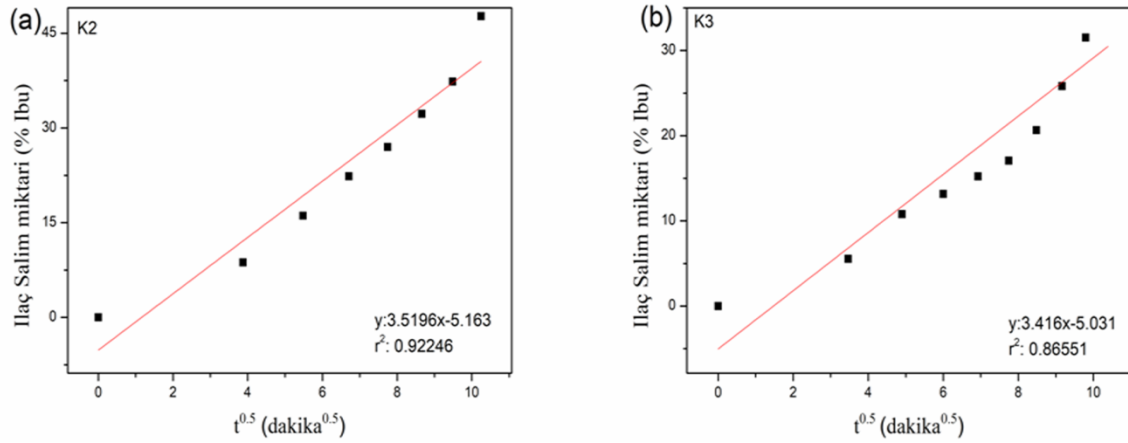 (a)
K2
Ilaç Salim miktari (% Ibu)
45
30
15
0
y:3.5196x-5.163
r²: 0.92246
0 2 4 6 8 10
t^0.5 (dakika^0.5)
(b)
K3
Ilaç Salim miktari (% Ibu)
30
20
10
0
y:3.416x-5.031
r²: 0.86551
0 2 4 6 8 10
t^0.5 (dakika^0.5)